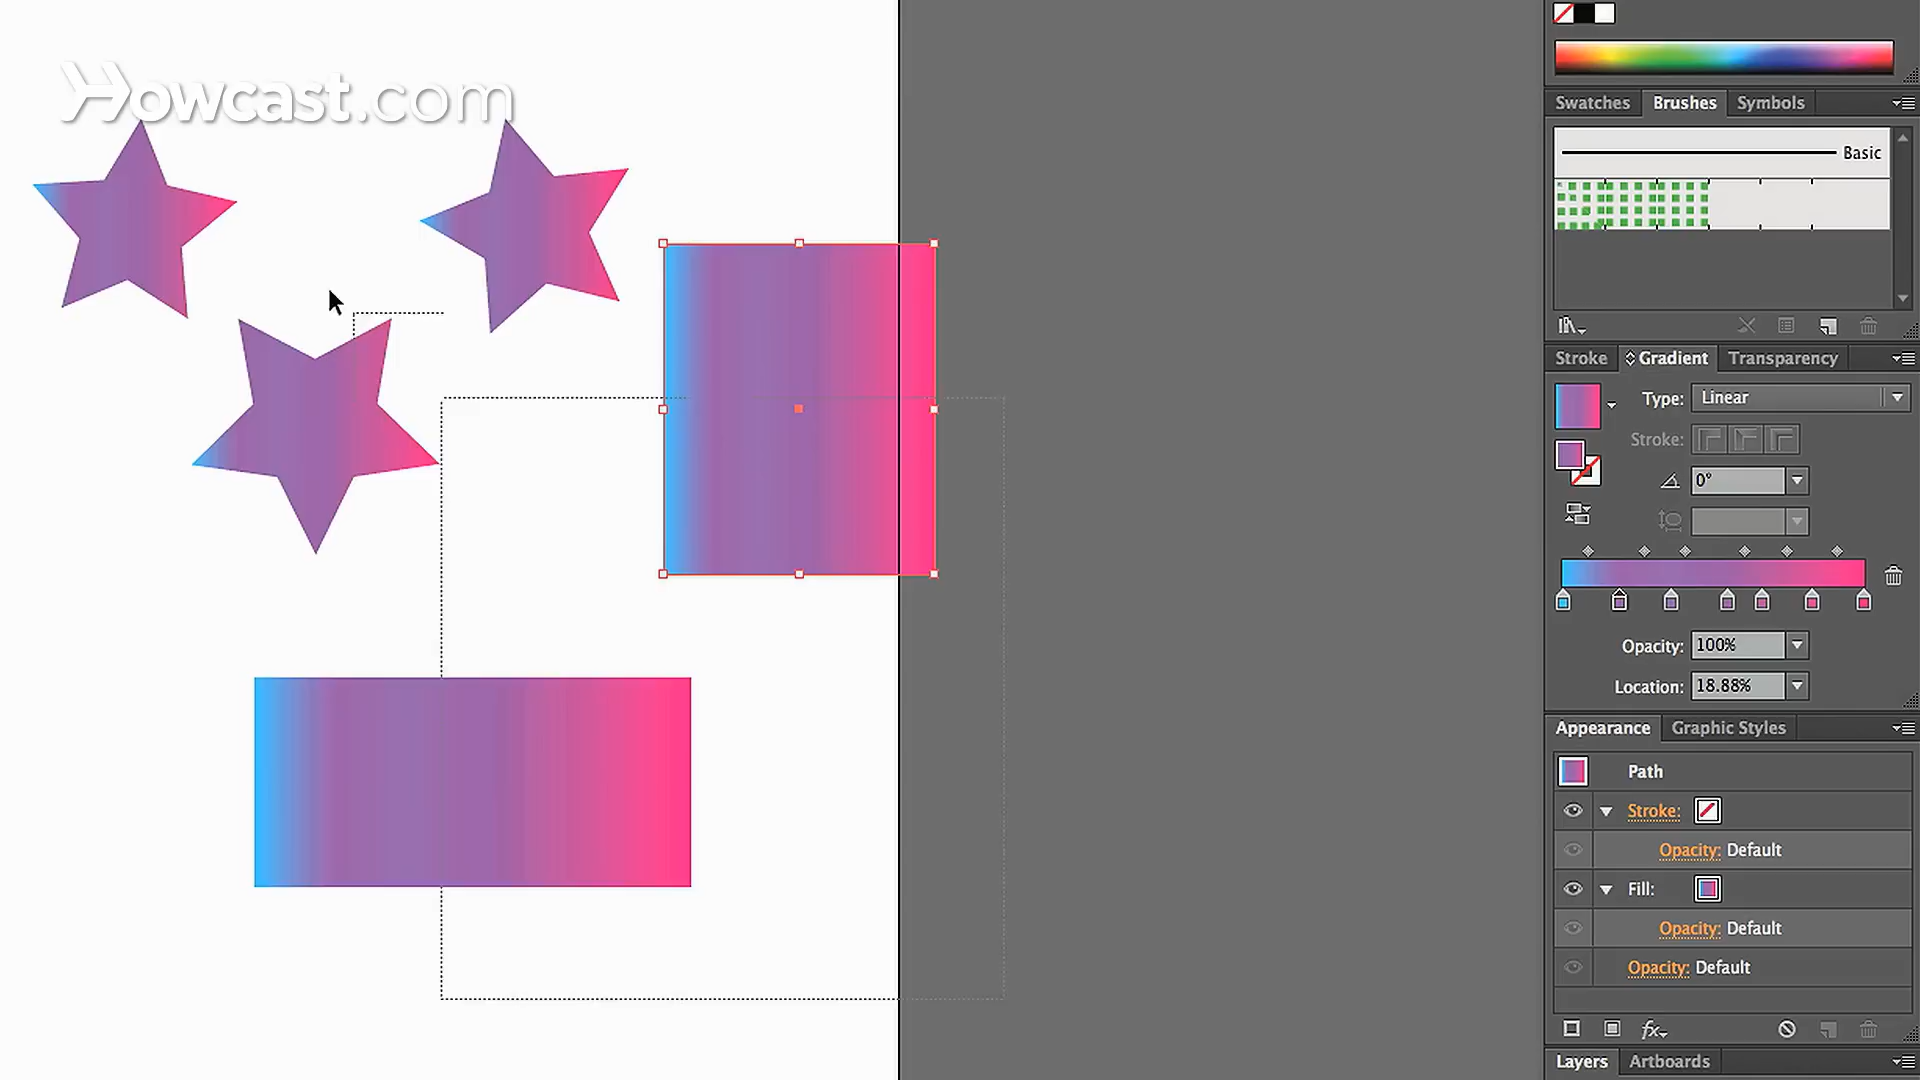 Howcast.com
Swatches Brushes Symbols
Basic
Stroke Gradient Transparency
Type: Linear
Stroke:
0°
Opacity: 100%
Location: 18.88%
Appearance Graphic Styles
Path
Stroke:
Opacity: Default
Fill:
Opacity: Default
Opacity: Default
fx
Layers Artboards